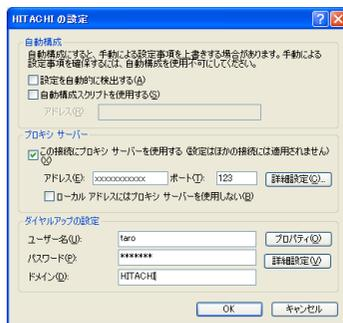 HITACHI の設定
自動構成
自動構成にすると、手動による設定事項を上書きする場合があります。手動による
設定事項を確保するには、自動構成を使用不可にしてください。
設定を自動的に検出する(A)
自動構成スクリプトを使用する(S)
アドレス(R):
プロキシ サーバー
この接続にプロキシ サーバーを使用する (設定はほかの接続には適用されません)
(X)
アドレス(E): xxxxxxxxxxx ポート(T): 123 詳細設定(C)...
ローカル アドレスにはプロキシ サーバーを使用しない(B)
ダイヤルアップの設定
ユーザー名(U): taro プロパティ(O)
パスワード(P): ******* 詳細設定(V)
ドメイン(D): HITACHI
OK キャンセル